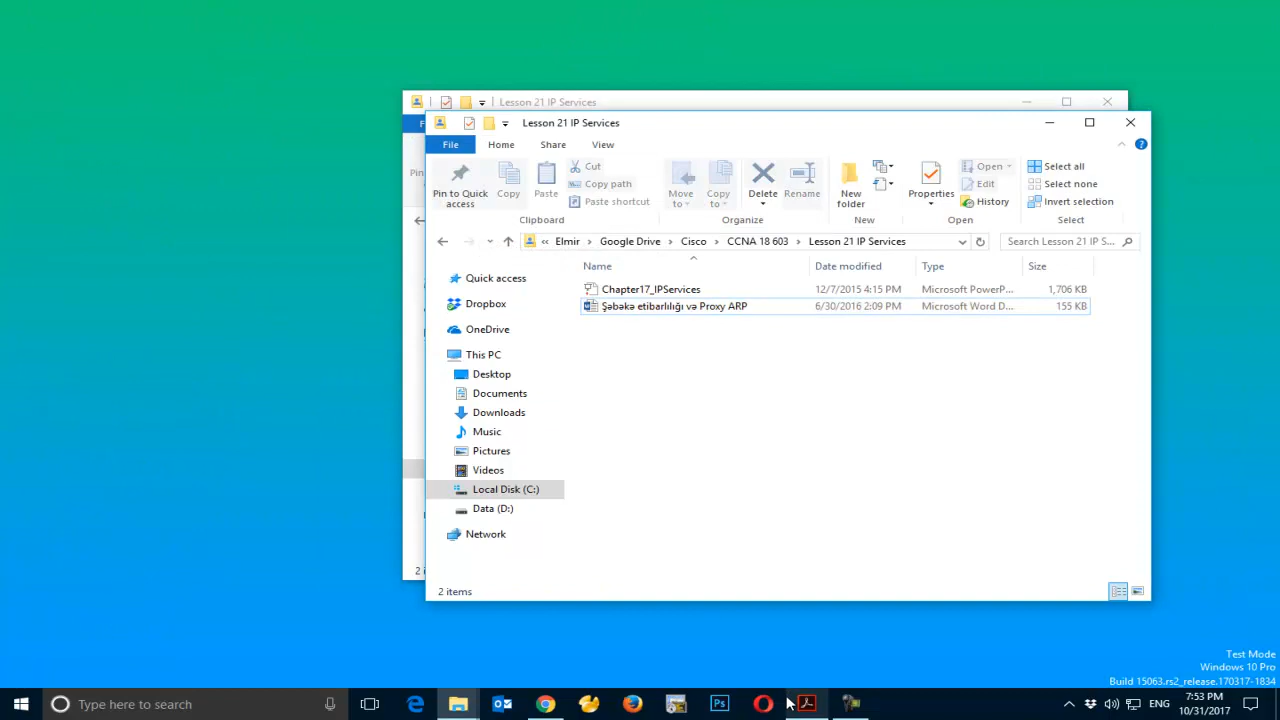 Lesson 21 IP Services
Lesson 21 IP Services
File Home Share View
Pin to Quick access
Copy
Paste
Cut
Copy path
Paste shortcut
Clipboard
Move to
Copy to
Delete
Rename
Organize
New folder
New
Properties
Open
Edit
History
Open
Select all
Select none
Invert selection
Select
Pin
« Elmir › Google Drive › Cisco › CCNA 18 603 › Lesson 21 IP Services
Search Lesson 21 IP S...
Name Date modified Type Size
Chapter17_IPServices 12/7/2015 4:15 PM Microsoft PowerP... 1,706 KB
Şəbəkə etibarlılığı və Proxy ARP 6/30/2016 2:09 PM Microsoft Word D... 155 KB
Quick access
Dropbox
OneDrive
This PC
Desktop
Documents
Downloads
Music
Pictures
Videos
Local Disk (C:)
Data (D:)
Network
2 items
2
Test Mode
Windows 10 Pro
Build 15063.rs2_release.170317-1834
Type here to search
Ps
ENG
7:53 PM
10/31/2017